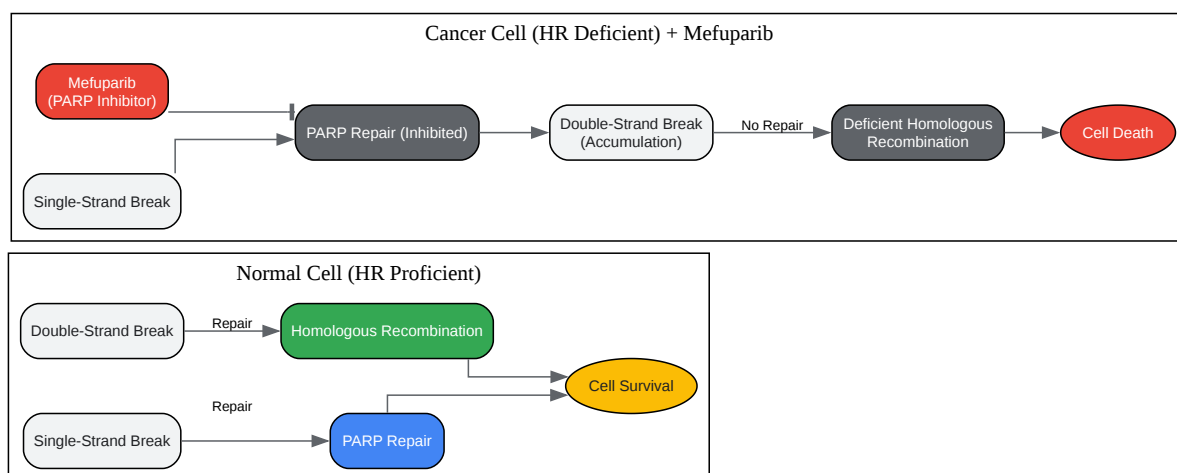 Cancer Cell (HR Deficient) + Mefuparib
Mefuparib
(PARP Inhibitor)
PARP Repair (Inhibited)
Double-Strand Break
(Accumulation)
No Repair
Deficient Homologous
Recombination
Cell Death
Single-Strand Break
Normal Cell (HR Proficient)
Double-Strand Break
Repair
Homologous Recombination
Cell Survival
Repair
Single-Strand Break
PARP Repair